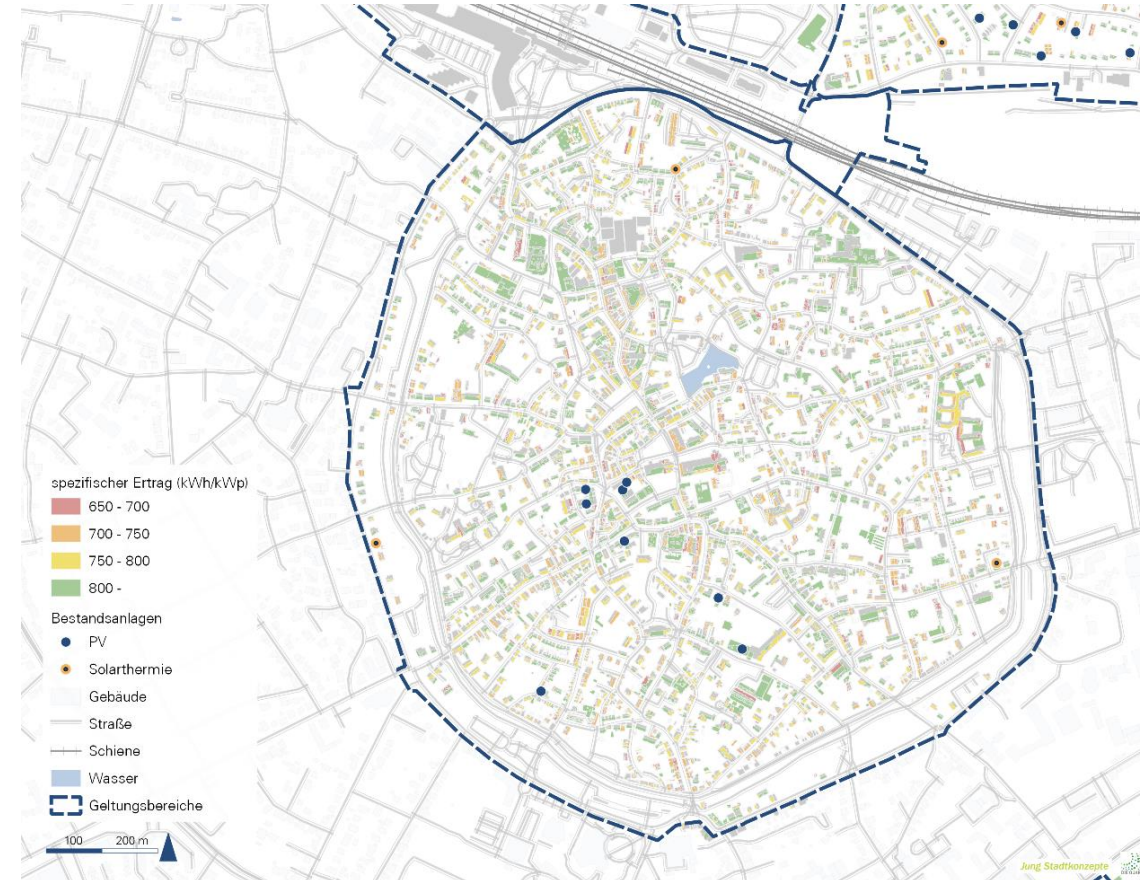 spezifischer Ertrag (kWh/kWp)
650 - 700
700 - 750
750 - 800
800 -
Bestandsanlagen
PV
Solarthermie
Gebäude
Straße
Schiene
Wasser
Geltungsbereiche
100 200 m
Jung Stadtkonzepte